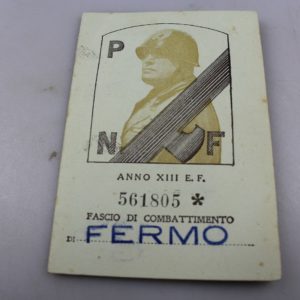 P
N F
ANNO XIII E. F.
561805 *
FASCIO DI COMBATTIMENTO
DI FERMO